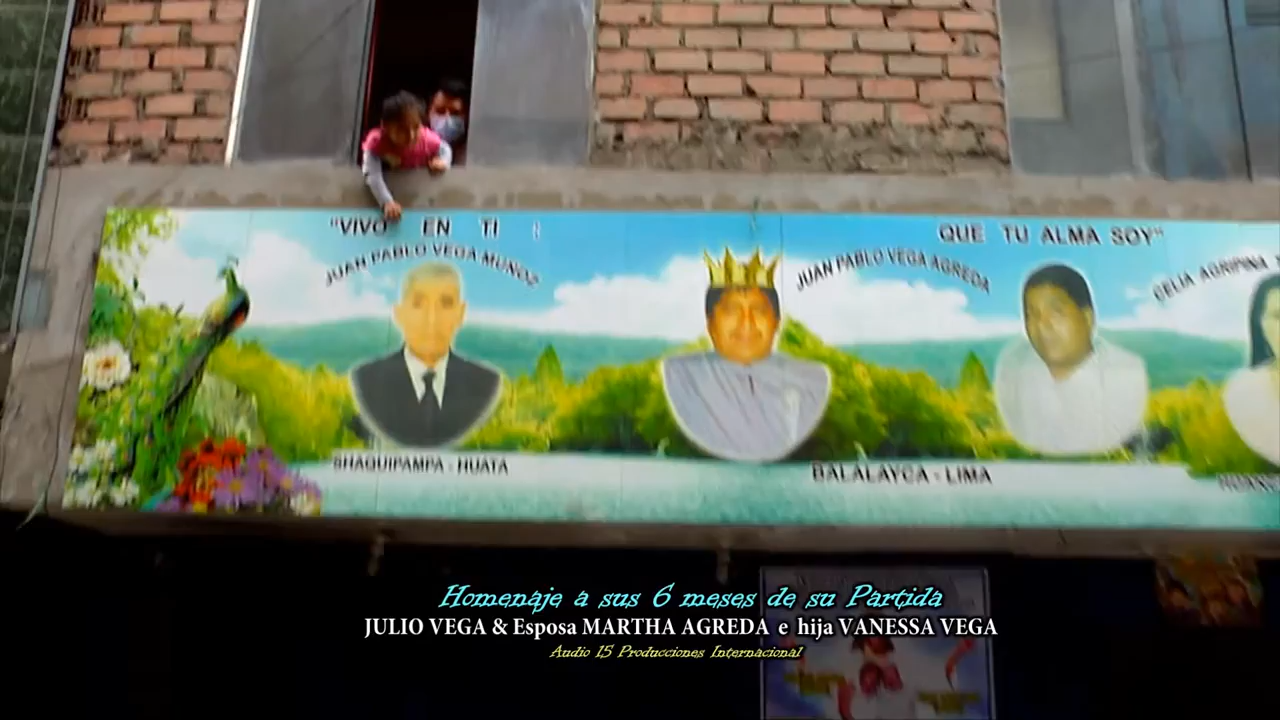 "VIVO EN TI
QUE TU ALMA SOY"
JUAN PABLO VEGA MUÑOZ
JUAN PABLO VEGA AGREDA
CELIA AGRIPINA
SHAQUIPAMPA - HUATA
BALALAYCA - LIMA
Homenaje a sus 6 meses de su Partida
JULIO VEGA & Esposa MARTHA AGREDA e hija VANESSA VEGA
Audio 15 Producciones Internacional